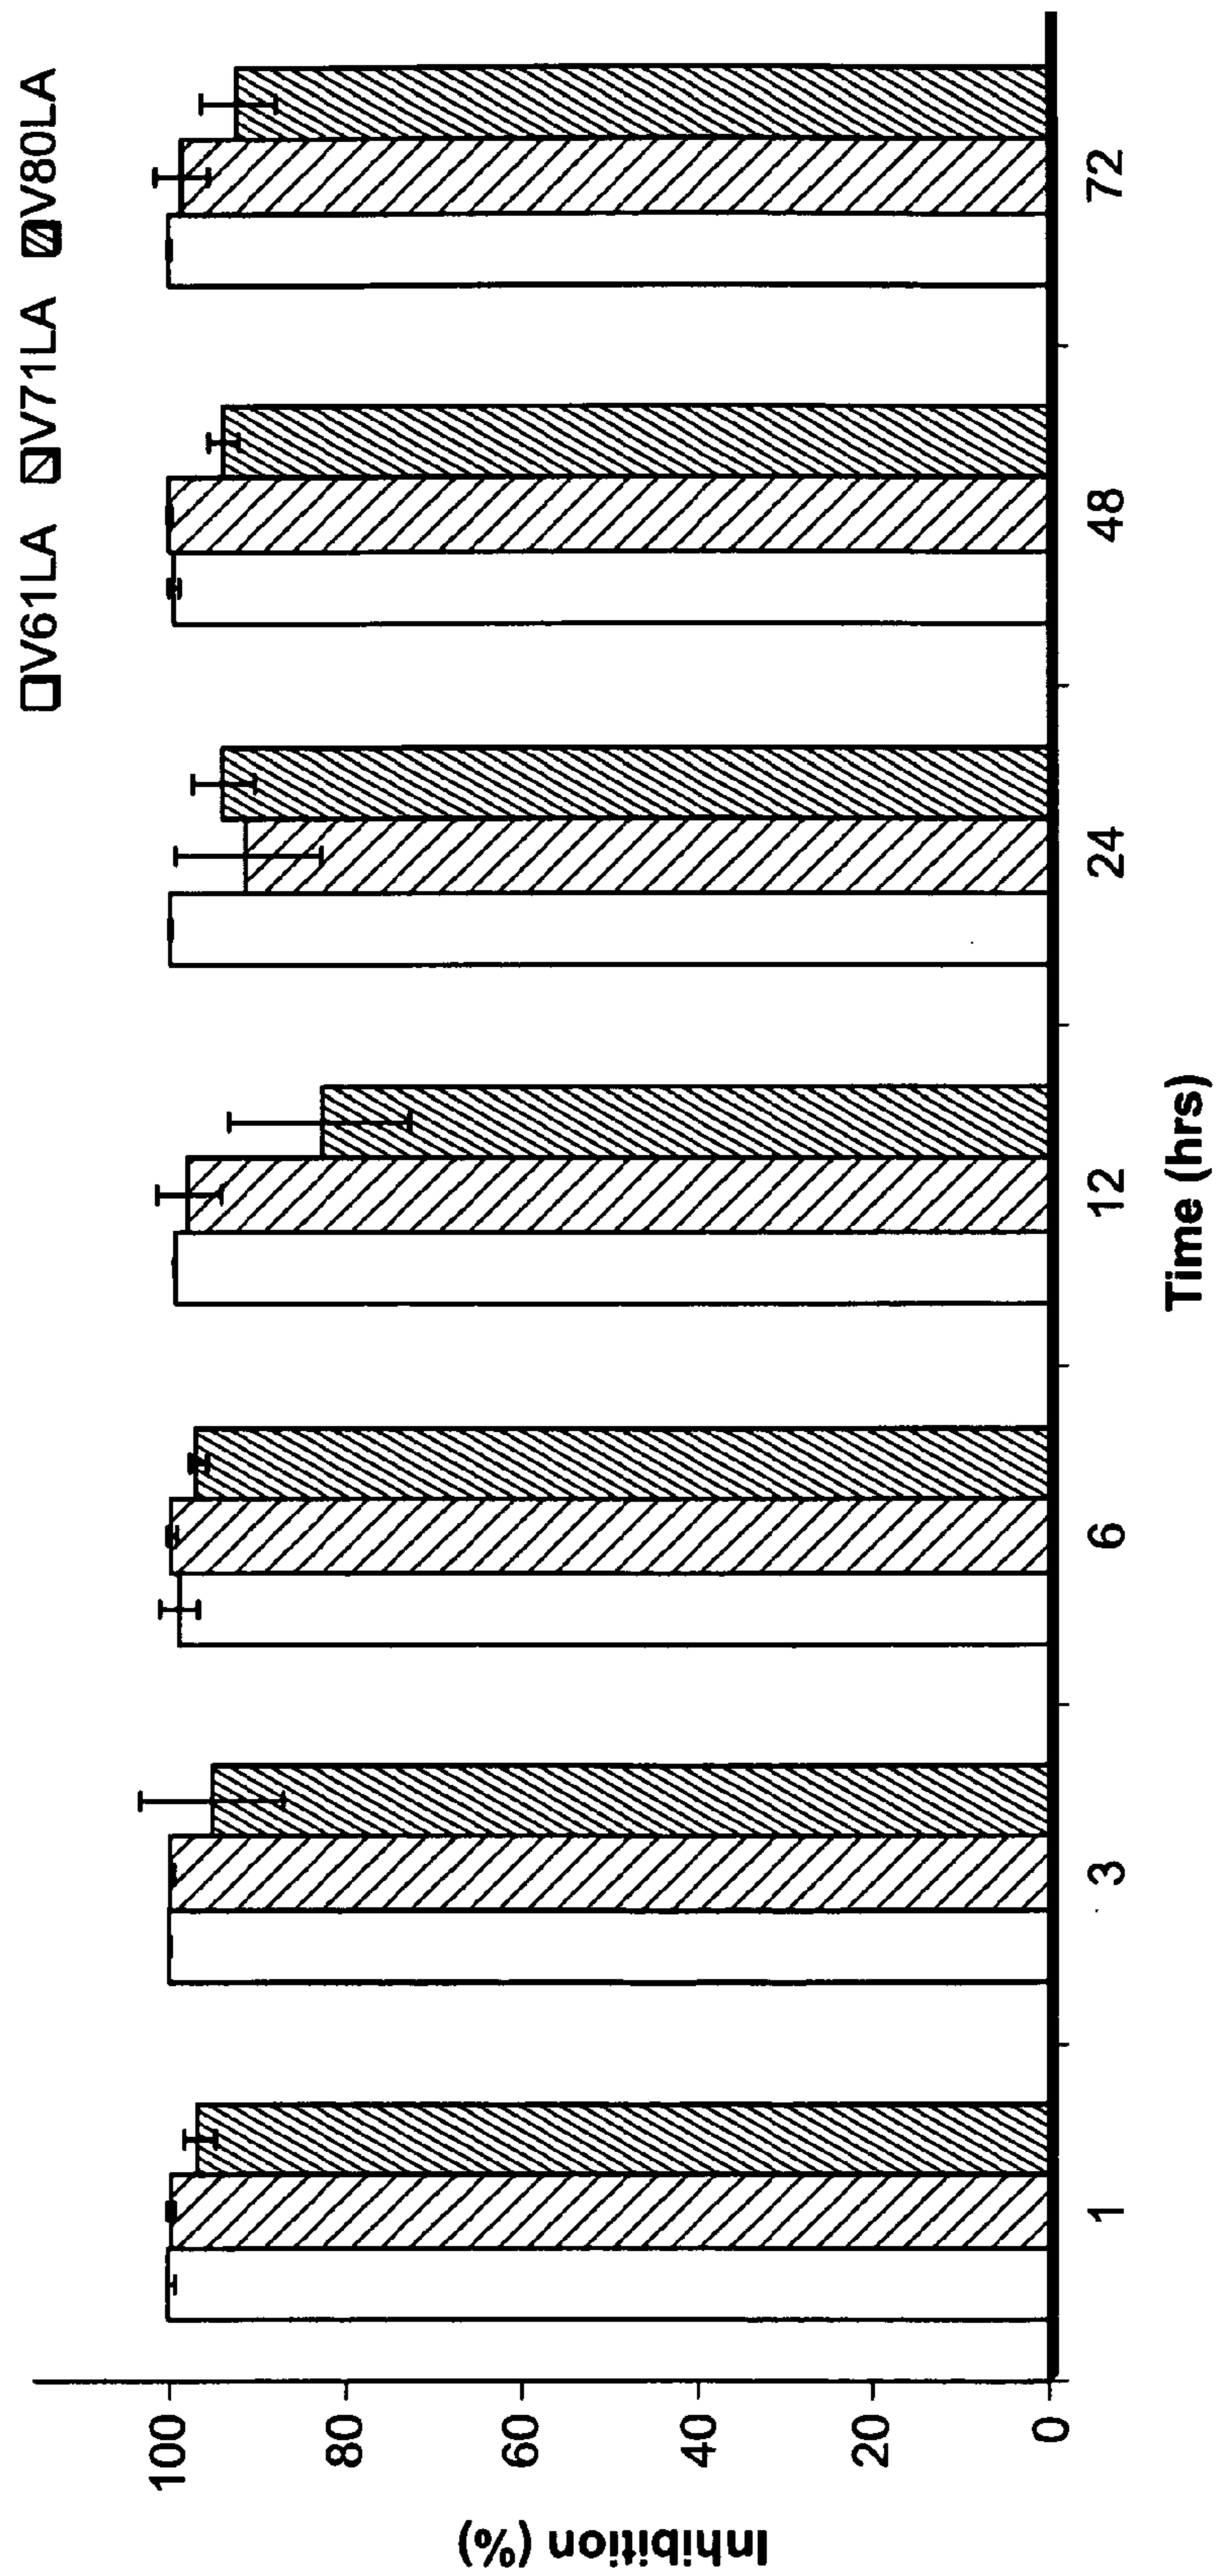 V61LA V71LA V80LA
Inhibition (%)
100
80
60
40
20
0
1 3 6 12 24 48 72
Time (hrs)